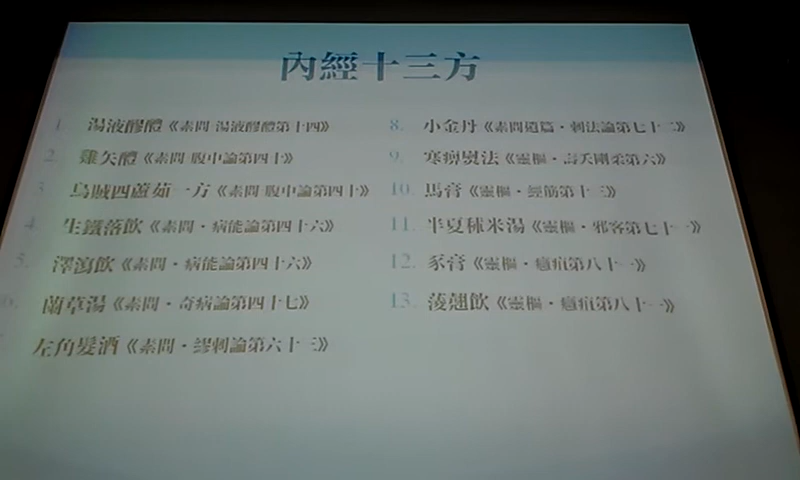 內經十三方
1. 湯液醪醴《素問·湯液醪醴第十四》
2. 雞矢醴《素問·腹中論第四十》
3. 烏賊四蘆茹一方《素問·腹中論第四十》
4. 生鐵落飲《素問·病能論第四十六》
5. 澤瀉飲《素問·病能論第四十六》
6. 蘭草湯《素問·奇病論第四十七》
左角髮酒《素問·繆刺論第六十三》
8. 小金丹《素問遺篇·刺法論第七十二》
9. 寒痺熨法《靈樞·壽夭剛柔第六》
10. 馬膏《靈樞·經筋第十三》
11. 半夏秫米湯《靈樞·邪客第七十一》
12. 豕膏《靈樞·癰疽第八十一》
13. 䔖翹飲《靈樞·癰疽第八十一》